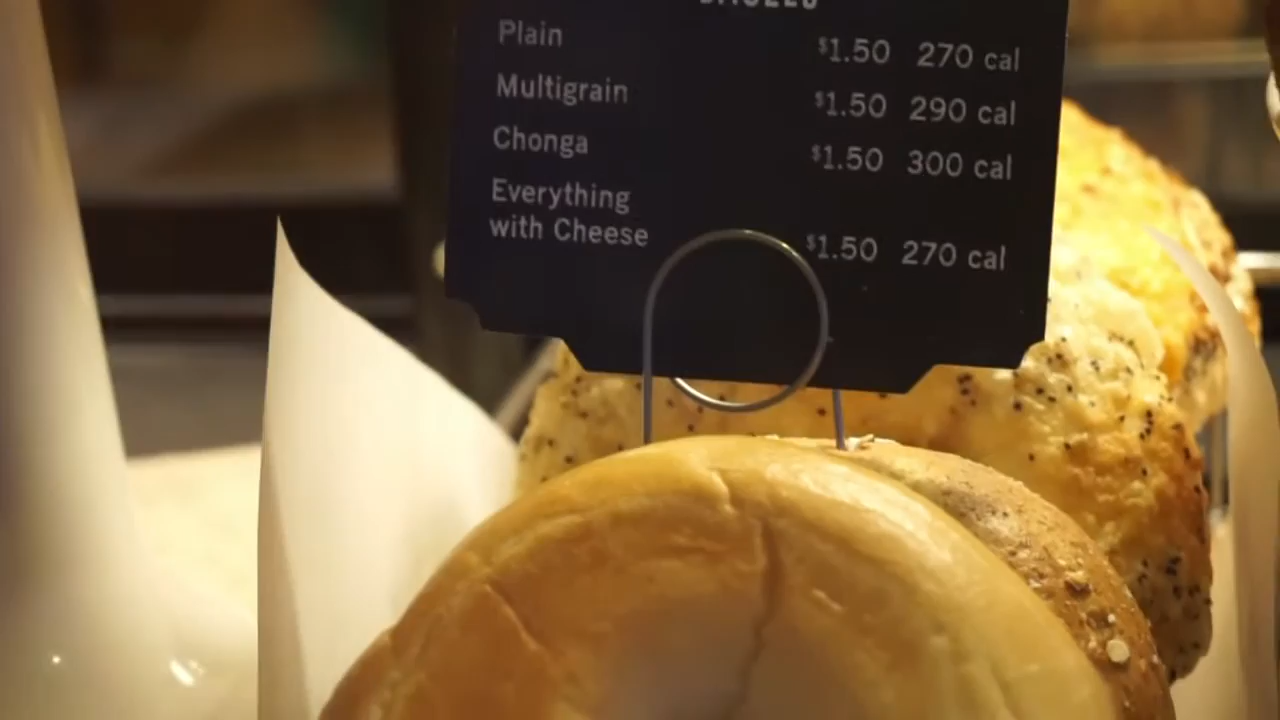 BAGELS
Plain $1.50 270 cal
Multigrain $1.50 290 cal
Chonga $1.50 300 cal
Everything
with Cheese $1.50 270 cal